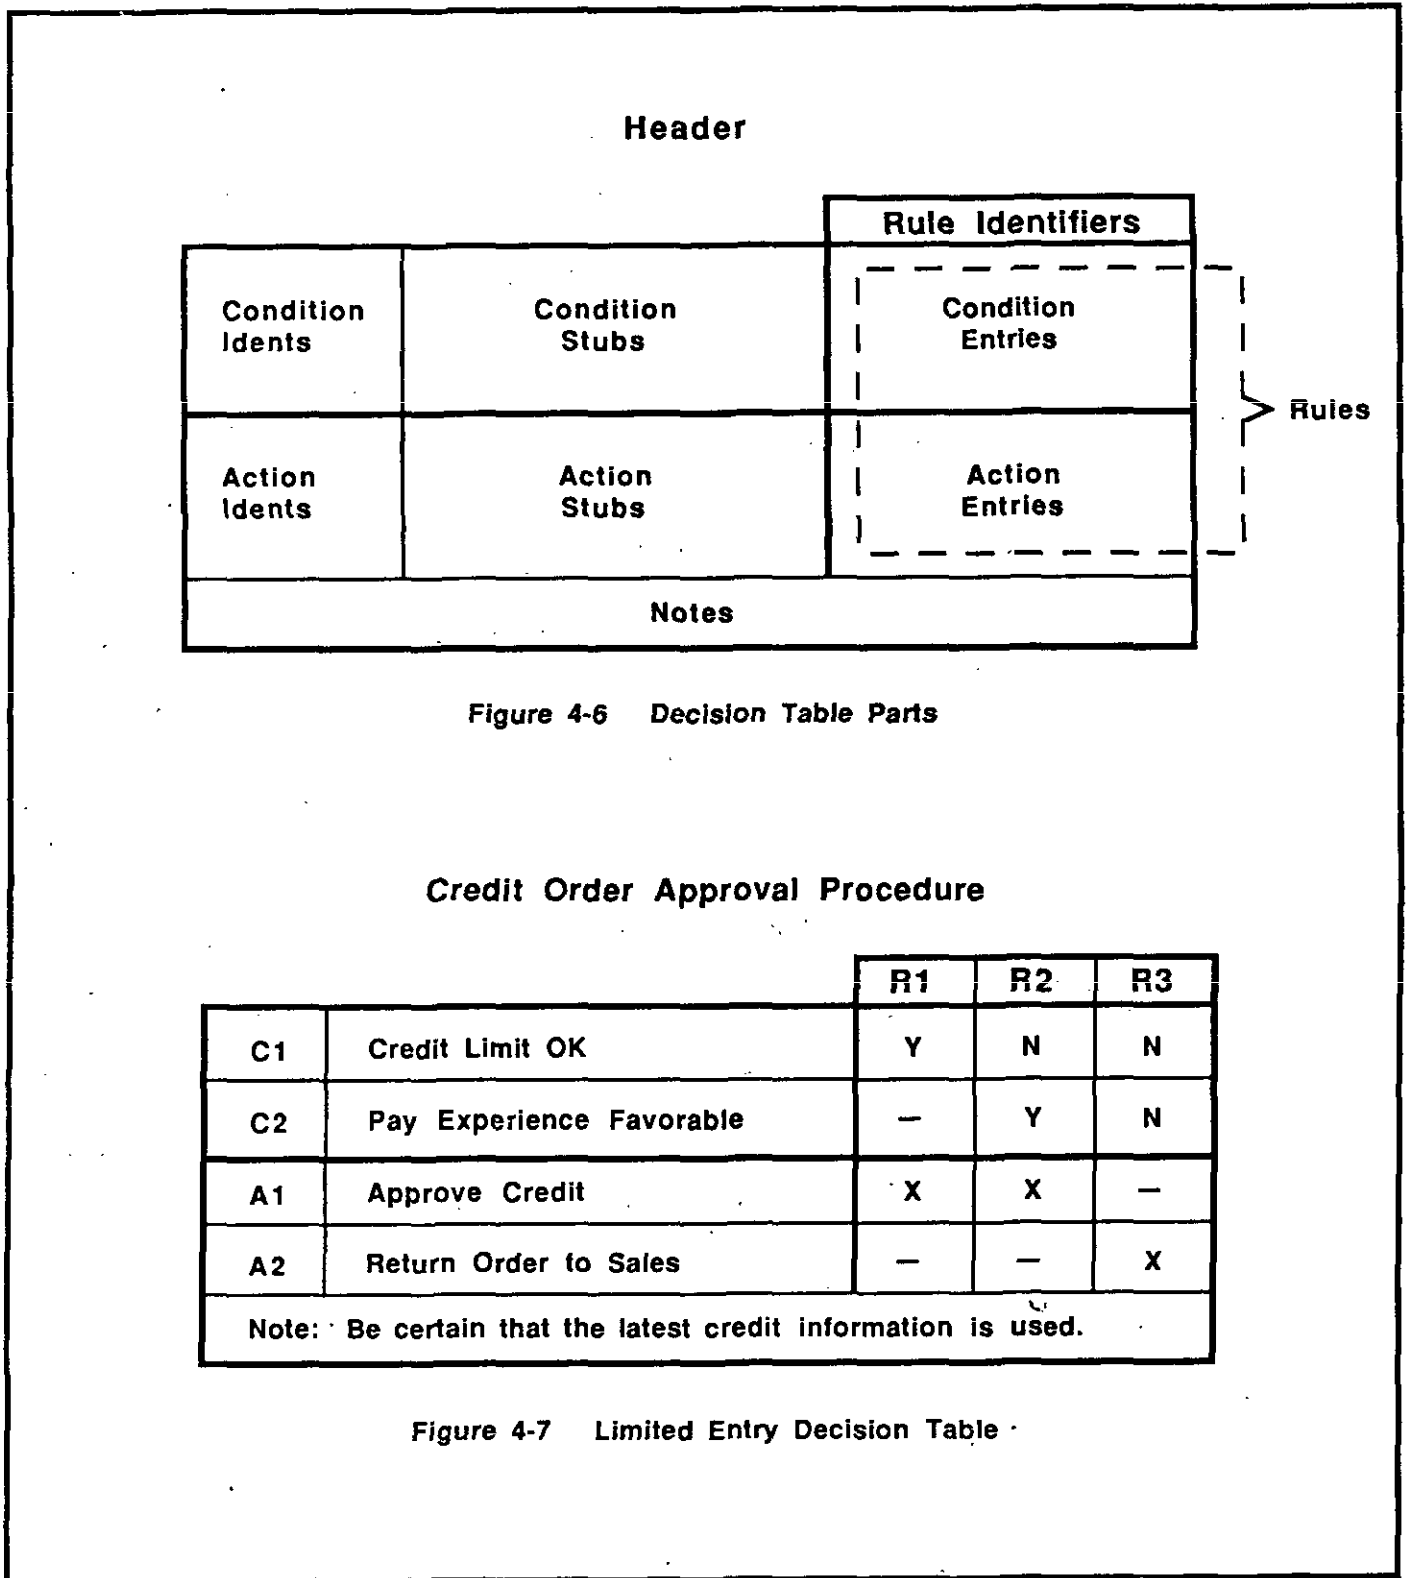 Header
Rule Identifiers
Condition Idents
Condition Stubs
Condition Entries
Rules
Action Idents
Action Stubs
Action Entries
Notes
Figure 4-6 Decision Table Parts
Credit Order Approval Procedure
R1 R2 R3
C1 Credit Limit OK Y N N
C2 Pay Experience Favorable — Y N
A1 Approve Credit X X —
A2 Return Order to Sales — — X
Note: Be certain that the latest credit information is used.
Figure 4-7 Limited Entry Decision Table